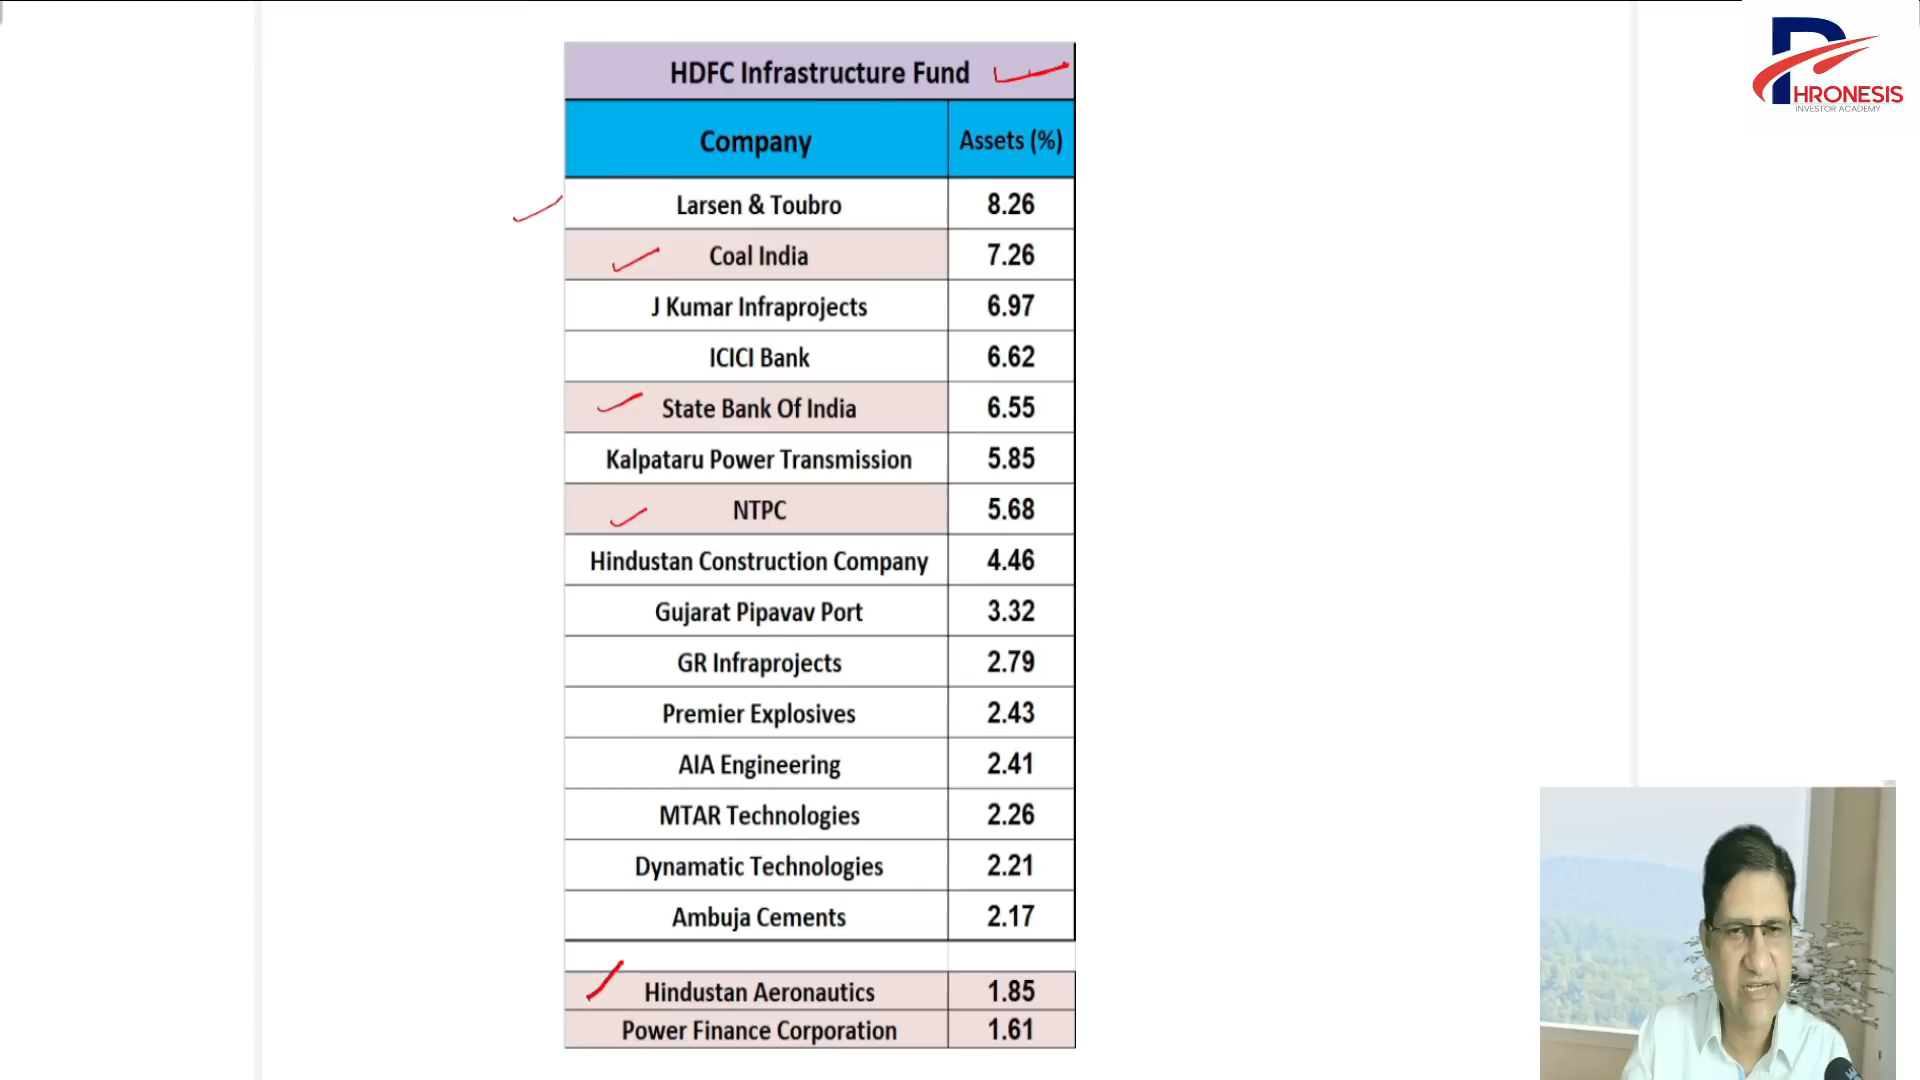 HDFC Infrastructure Fund
Company Assets (%)
Larsen & Toubro 8.26
Coal India 7.26
J Kumar Infraprojects 6.97
ICICI Bank 6.62
State Bank Of India 6.55
Kalpataru Power Transmission 5.85
NTPC 5.68
Hindustan Construction Company 4.46
Gujarat Pipavav Port 3.32
GR Infraprojects 2.79
Premier Explosives 2.43
AIA Engineering 2.41
MTAR Technologies 2.26
Dynamatic Technologies 2.21
Ambuja Cements 2.17
Hindustan Aeronautics 1.85
Power Finance Corporation 1.61
PHRONESIS
INVESTOR ACADEMY